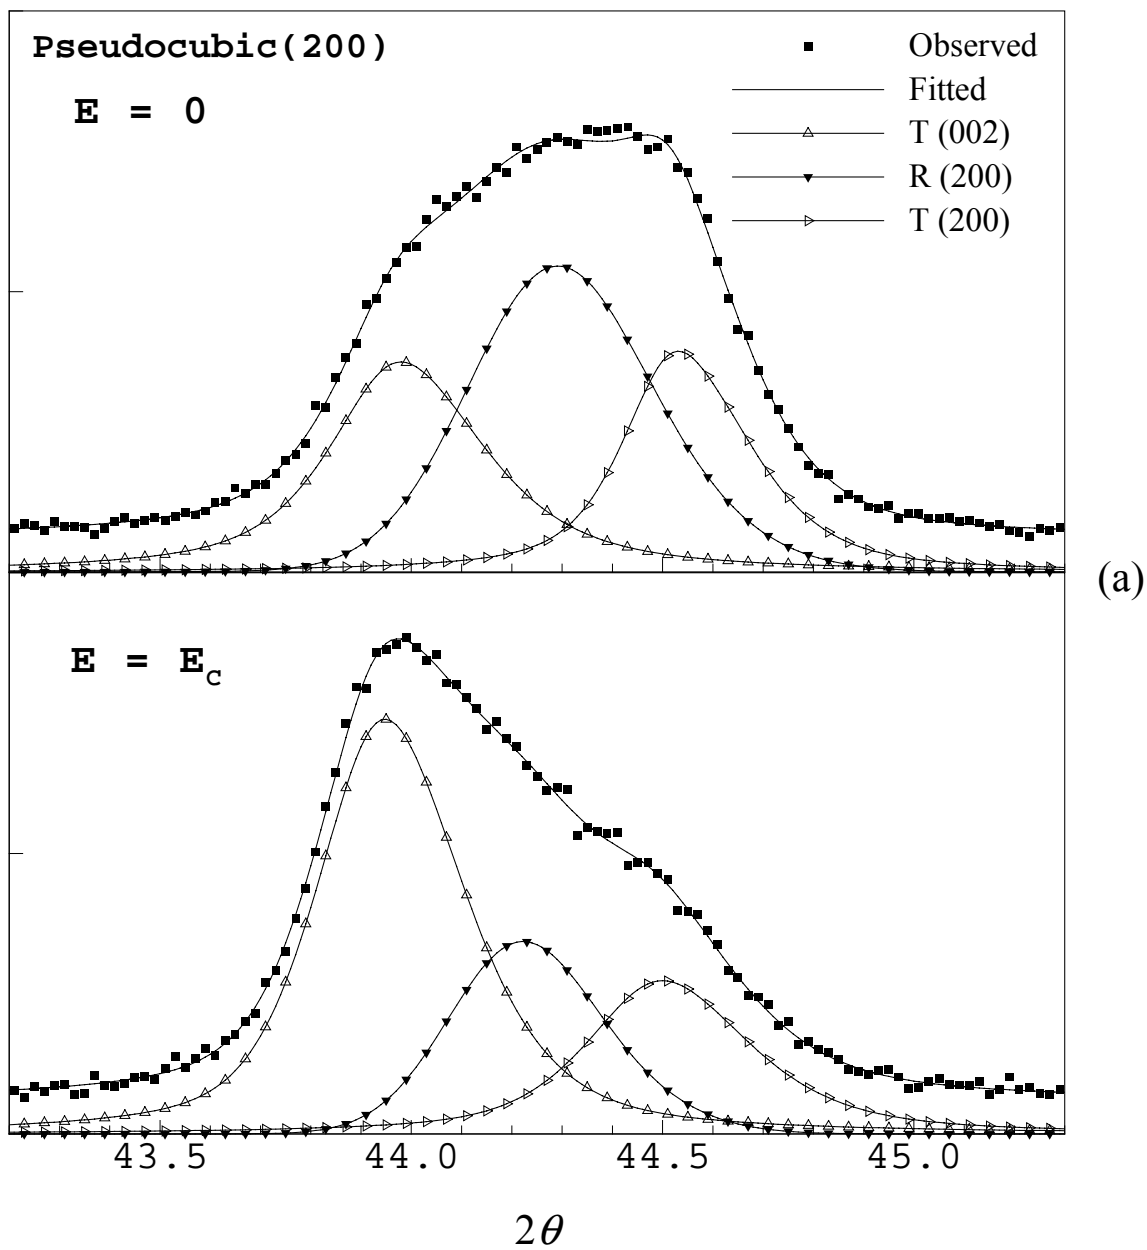 Pseudocubic(200)
E = 0
Observed
Fitted
T (002)
R (200)
T (200)
(a)
E = Ec
43.5 44.0 44.5 45.0
2θ